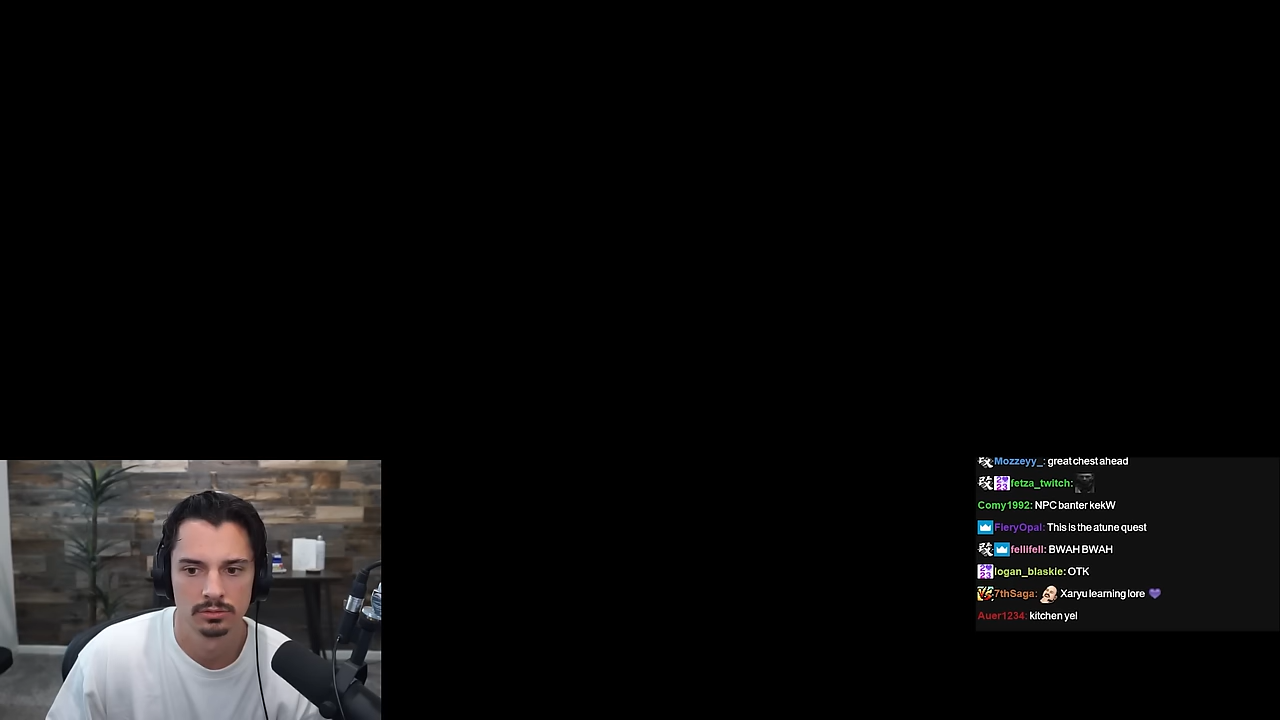 Mozzeyy_: great chest ahead
fetza_twitch:
Comy1992: NPC banter kekW
FieryOpal: This is the atune quest
fellifell: BWAH BWAH
logan_blaskie: OTK
7thSaga: Xaryu learning lore
Auer1234: kitchen yel